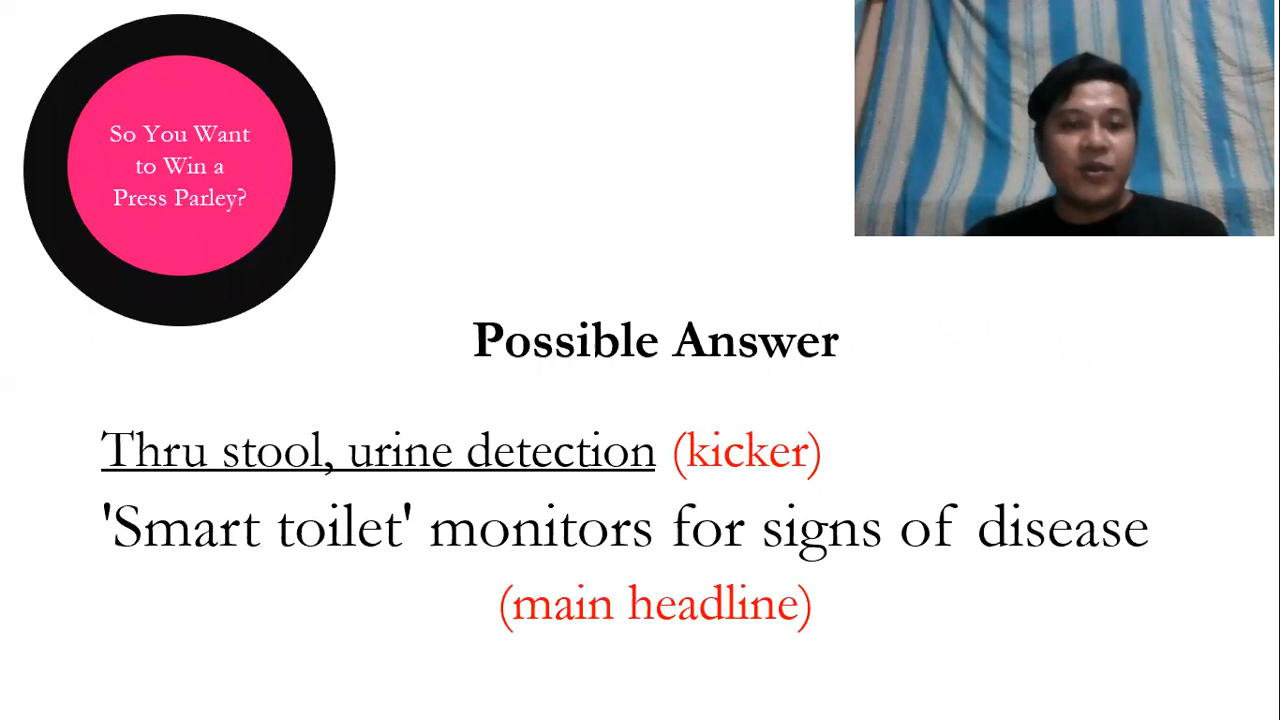 So You Want
to Win a
Press Parley?
Possible Answer
Thru stool, urine detection (kicker)
'Smart toilet' monitors for signs of disease
(main headline)